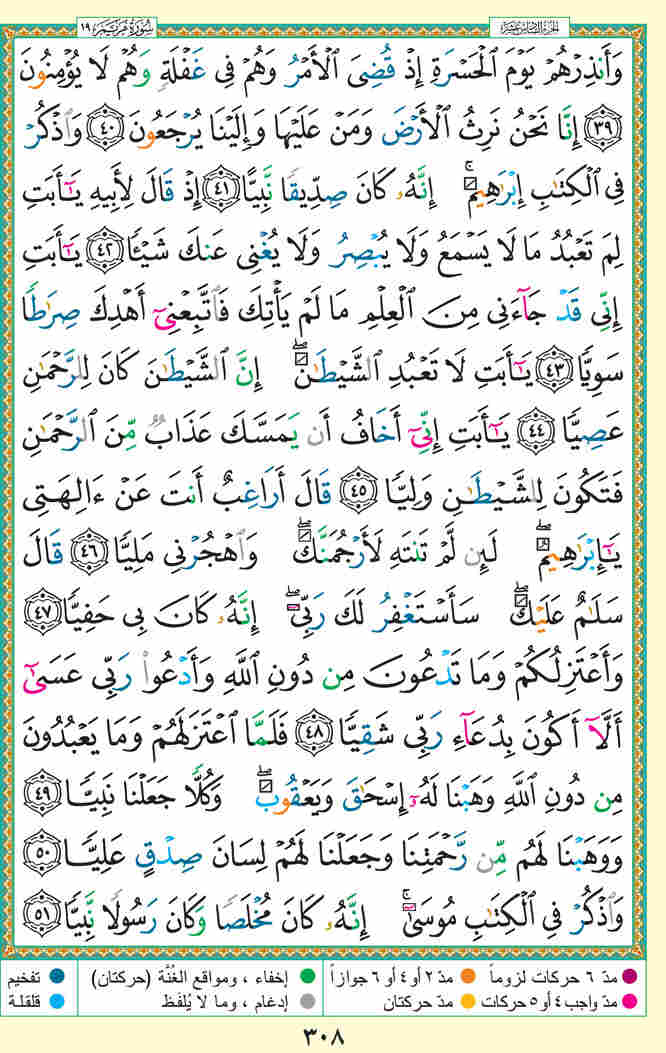 سُورَةُ مَرْيَمَ ١٩
الجزء السادس عشر
وَأَنذِرْهُمْ يَوْمَ ٱلْحَسْرَةِ إِذْ قُضِىَ ٱلْأَمْرُ وَهُمْ فِى غَفْلَةٍ وَهُمْ لَا يُؤْمِنُونَ
٣٩ إِنَّا نَحْنُ نَرِثُ ٱلْأَرْضَ وَمَنْ عَلَيْهَا وَإِلَيْنَا يُرْجَعُونَ ٤٠ وَٱذْكُرْ
فِى ٱلْكِتَٰبِ إِبْرَٰهِيمَ ۚ إِنَّهُۥ كَانَ صِدِّيقًا نَّبِيًّا ٤١ إِذْ قَالَ لِأَبِيهِ يَٰٓأَبَتِ
لِمَ تَعْبُدُ مَا لَا يَسْمَعُ وَلَا يُبْصِرُ وَلَا يُغْنِى عَنكَ شَيْـًٔا ٤٢ يَٰٓأَبَتِ
إِنِّى قَدْ جَآءَنِى مِنَ ٱلْعِلْمِ مَا لَمْ يَأْتِكَ فَٱتَّبِعْنِىٓ أَهْدِكَ صِرَٰطًا
سَوِيًّا ٤٣ يَٰٓأَبَتِ لَا تَعْبُدِ ٱلشَّيْطَٰنَ ۖ إِنَّ ٱلشَّيْطَٰنَ كَانَ لِلرَّحْمَٰنِ
عَصِيًّا ٤٤ يَٰٓأَبَتِ إِنِّىٓ أَخَافُ أَن يَمَسَّكَ عَذَابٌ مِّنَ ٱلرَّحْمَٰنِ
فَتَكُونَ لِلشَّيْطَٰنِ وَلِيًّا ٤٥ قَالَ أَرَاغِبٌ أَنتَ عَنْ ءَالِهَتِى
يَٰٓإِبْرَٰهِيمُ ۖ لَئِن لَّمْ تَنتَهِ لَأَرْجُمَنَّكَ ۖ وَٱهْجُرْنِى مَلِيًّا ٤٦ قَالَ
سَلَٰمٌ عَلَيْكَ ۖ سَأَسْتَغْفِرُ لَكَ رَبِّىٓ ۖ إِنَّهُۥ كَانَ بِى حَفِيًّا ٤٧
وَأَعْتَزِلُكُمْ وَمَا تَدْعُونَ مِن دُونِ ٱللَّهِ وَأَدْعُوا۟ رَبِّى عَسَىٰٓ
أَلَّآ أَكُونَ بِدُعَآءِ رَبِّى شَقِيًّا ٤٨ فَلَمَّا ٱعْتَزَلَهُمْ وَمَا يَعْبُدُونَ
مِن دُونِ ٱللَّهِ وَهَبْنَا لَهُۥٓ إِسْحَٰقَ وَيَعْقُوبَ ۖ وَكُلًّا جَعَلْنَا نَبِيًّا ٤٩
وَوَهَبْنَا لَهُم مِّن رَّحْمَتِنَا وَجَعَلْنَا لَهُمْ لِسَانَ صِدْقٍ عَلِيًّا ٥٠
وَٱذْكُرْ فِى ٱلْكِتَٰبِ مُوسَىٰٓ ۚ إِنَّهُۥ كَانَ مُخْلَصًا وَكَانَ رَسُولًا نَّبِيًّا ٥١
مدّ ٦ حركات لزوماً مدّ ٢ أو ٤ أو ٦ جوازاً إخفاء ، ومواقع الغُنَّة (حركتان) تفخيم
مدّ واجب ٤ أو ٥ حركات مدّ حركتان إدغام ، وما لا يُلفَظ قلقلة
٣٠٨